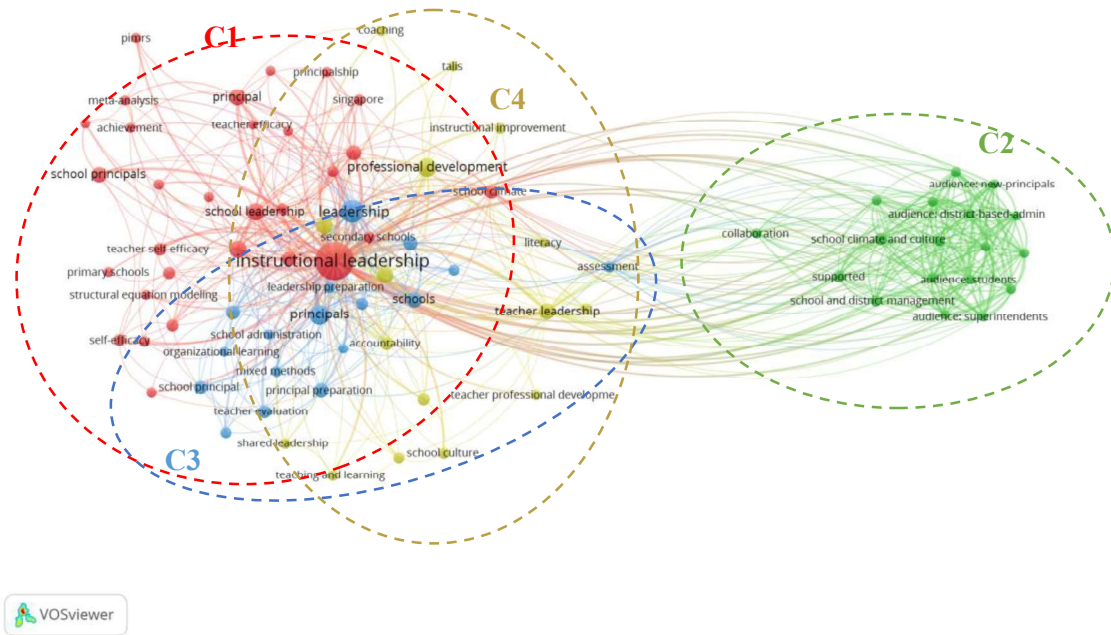 coaching
C1
pimrs
talis
principalship
C4
meta-analysis
principal
singapore
achievement
teacher efficacy
instructional improvement
C2
professional development
school principals
school climate
audience: new-principals
school leadership
leadership
audience: district-based-admin
collaboration
secondary schools
school climate and culture
teacher self-efficacy
literacy
instructional leadership
assessment
primary schools
supported
audience: students
leadership preparation
structural equation modeling
schools
school and district management
principals
teacher leadership
audience: superintendents
school administration
self-efficacy
accountability
organizational learning
mixed methods
school principal
principal preparation
teacher professional developme
teacher evaluation
shared leadership
school culture
C3
teaching and learning
VOSviewer